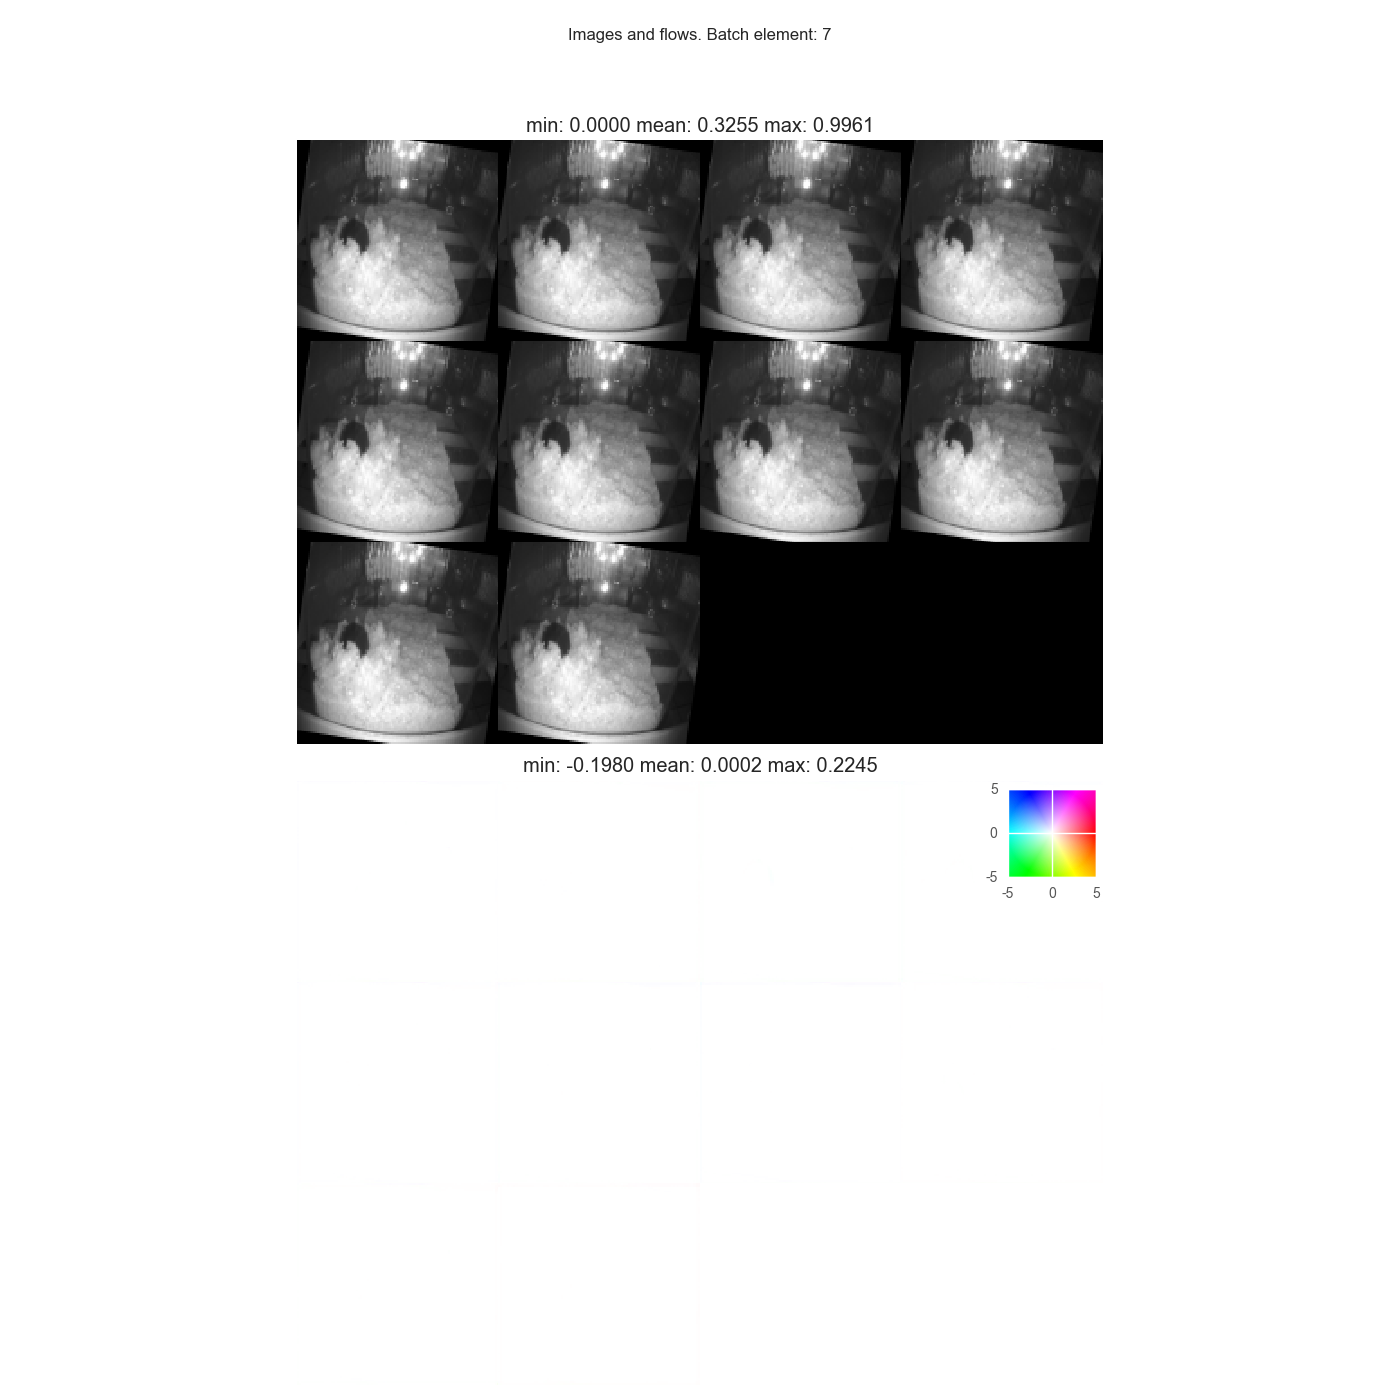 Images and flows. Batch element: 7
min: 0.0000 mean: 0.3255 max: 0.9961
min: -0.1980 mean: 0.0002 max: 0.2245
5
0
-5
-5 0 5